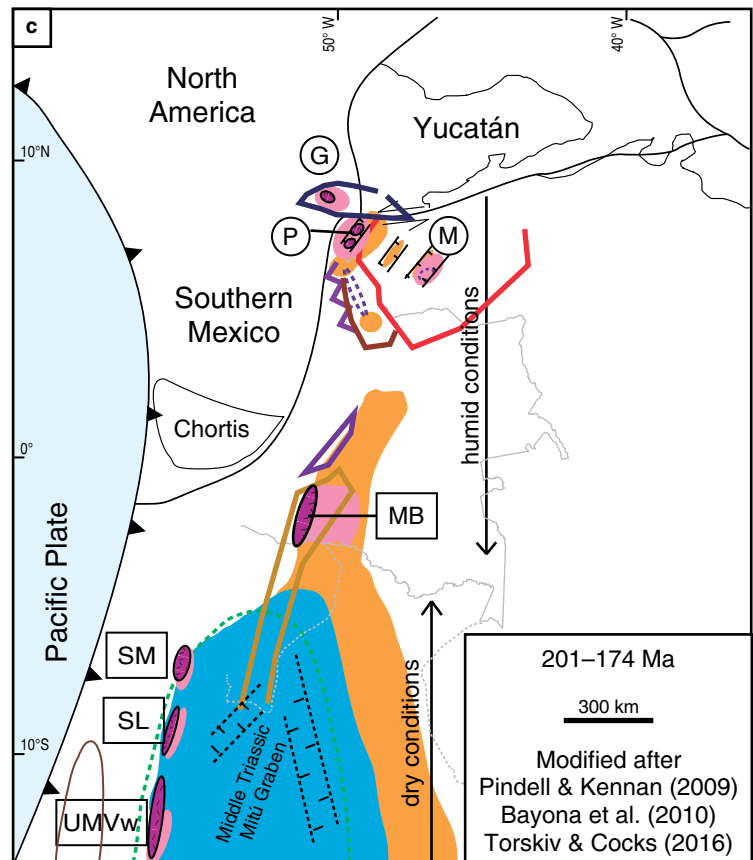 c
50° W
40° W
North
America
Yucatán
10°N
G
P
M
Southern
Mexico
humid conditions
Chortis
0°
MB
Pacific Plate
SM
SL
10°S
UMVw
Middle Triassic
Mitú Graben
dry conditions
201–174 Ma
300 km
Modified after
Pindell & Kennan (2009)
Bayona et al. (2010)
Torskiv & Cocks (2016)